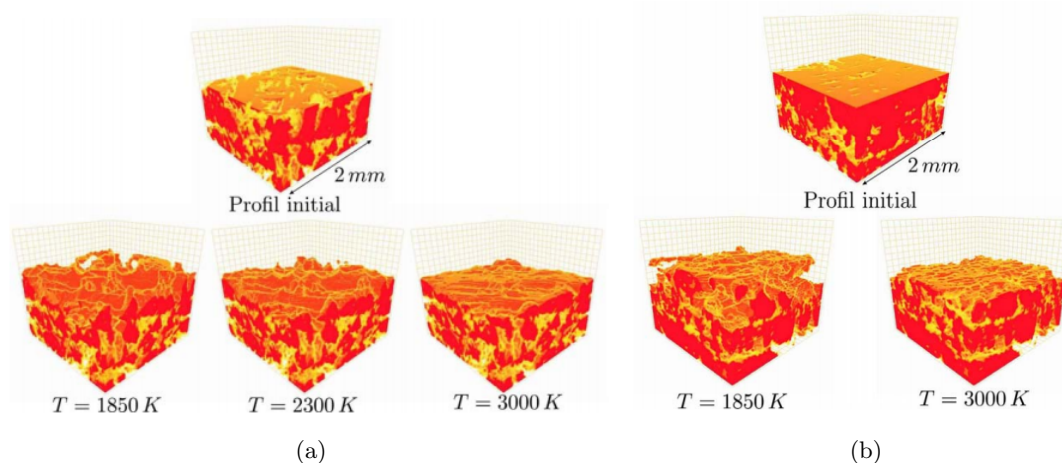 2 mm
Profil initial
T = 1850 K
T = 2300 K
T = 3000 K
(a)
2 mm
Profil initial
T = 1850 K
T = 3000 K
(b)